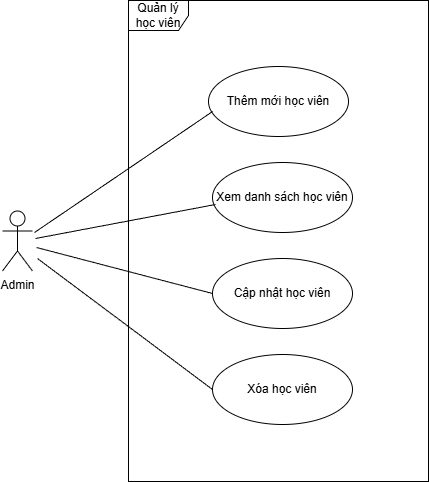 Quản lý
học viên
Thêm mới học viên
Xem danh sách học viên
Admin
Cập nhật học viên
Xóa học viên